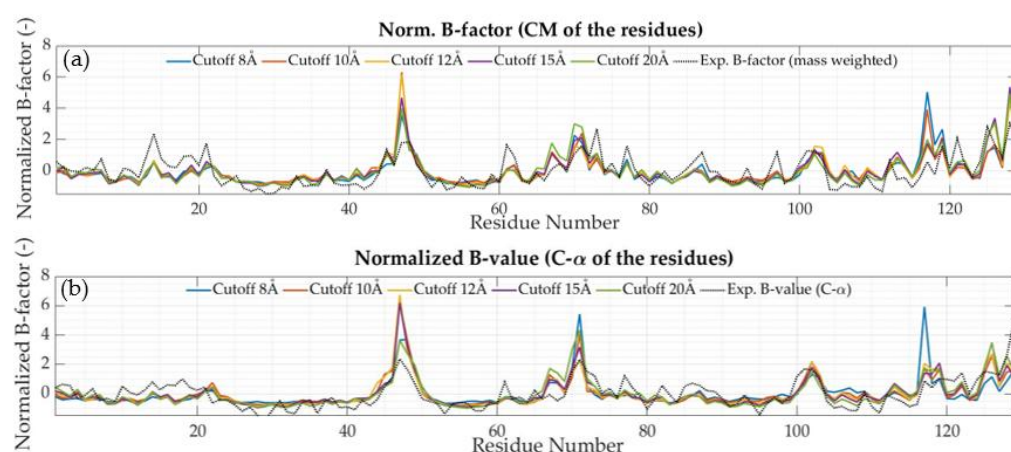 Norm. B-factor (CM of the residues)
(a)
Cutoff 8Å Cutoff 10Å Cutoff 12Å Cutoff 15Å Cutoff 20Å Exp. B-factor (mass weighted)
Normalized B-factor (-)
8
6
4
2
0
20 40 60 80 100 120
Residue Number
Normalized B-value (C-α of the residues)
(b)
Cutoff 8Å Cutoff 10Å Cutoff 12Å Cutoff 15Å Cutoff 20Å Exp. B-value (C-α)
Normalized B-factor (-)
8
6
4
2
0
20 40 60 80 100 120
Residue Number